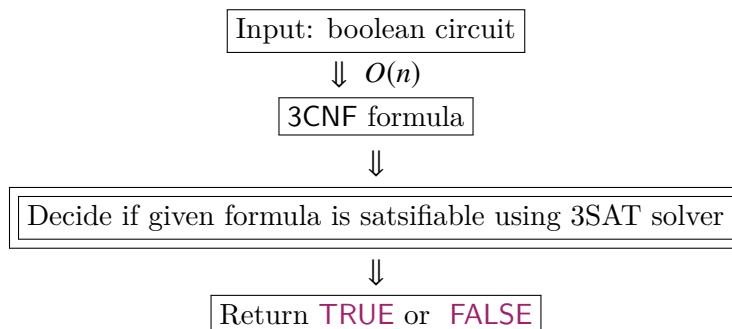 Input: boolean circuit
⇓ O(n)
3CNF formula
⇓
Decide if given formula is satsifiable using 3SAT solver
⇓
Return TRUE or FALSE